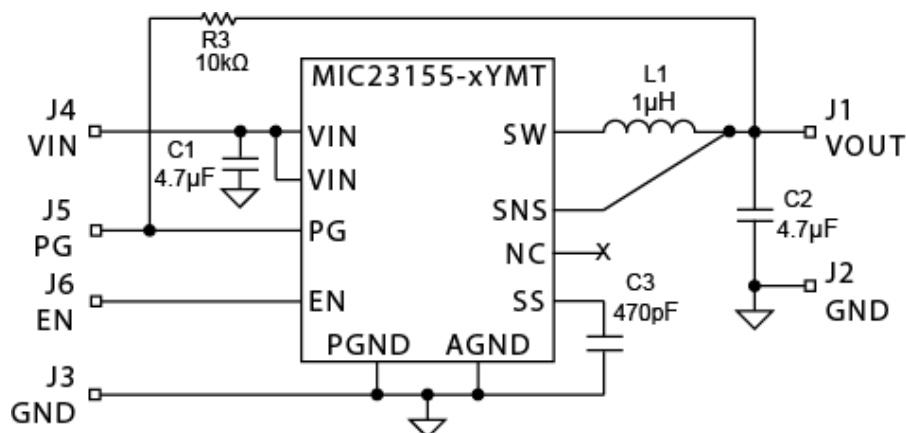 R3
10kΩ
MIC23155-xYMT
L1
1µH
J4
VIN
C1
4.7µF
VIN
VIN
SW
J1
VOUT
J5
PG
PG
SNS
NC
X
C2
4.7µF
J6
EN
EN
SS
C3
470pF
J2
GND
PGND
AGND
J3
GND